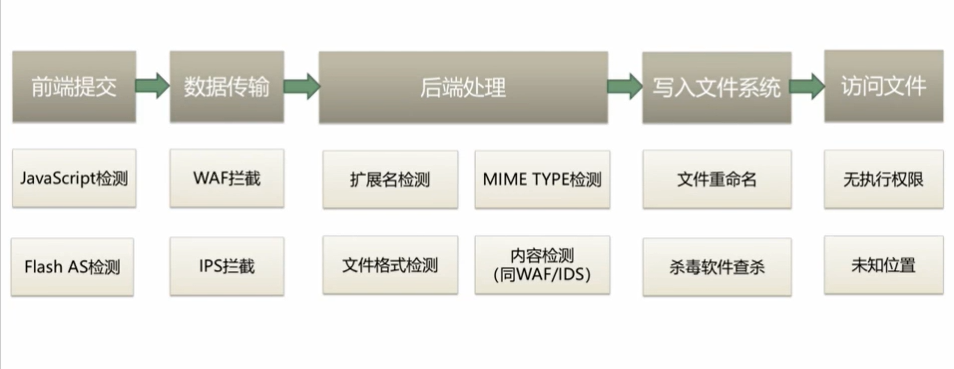 前端提交
数据传输
后端处理
写入文件系统
访问文件
JavaScript检测
WAF拦截
扩展名检测
MIME TYPE检测
文件重命名
无执行权限
Flash AS检测
IPS拦截
文件格式检测
内容检测
（同WAF/IDS）
杀毒软件查杀
未知位置